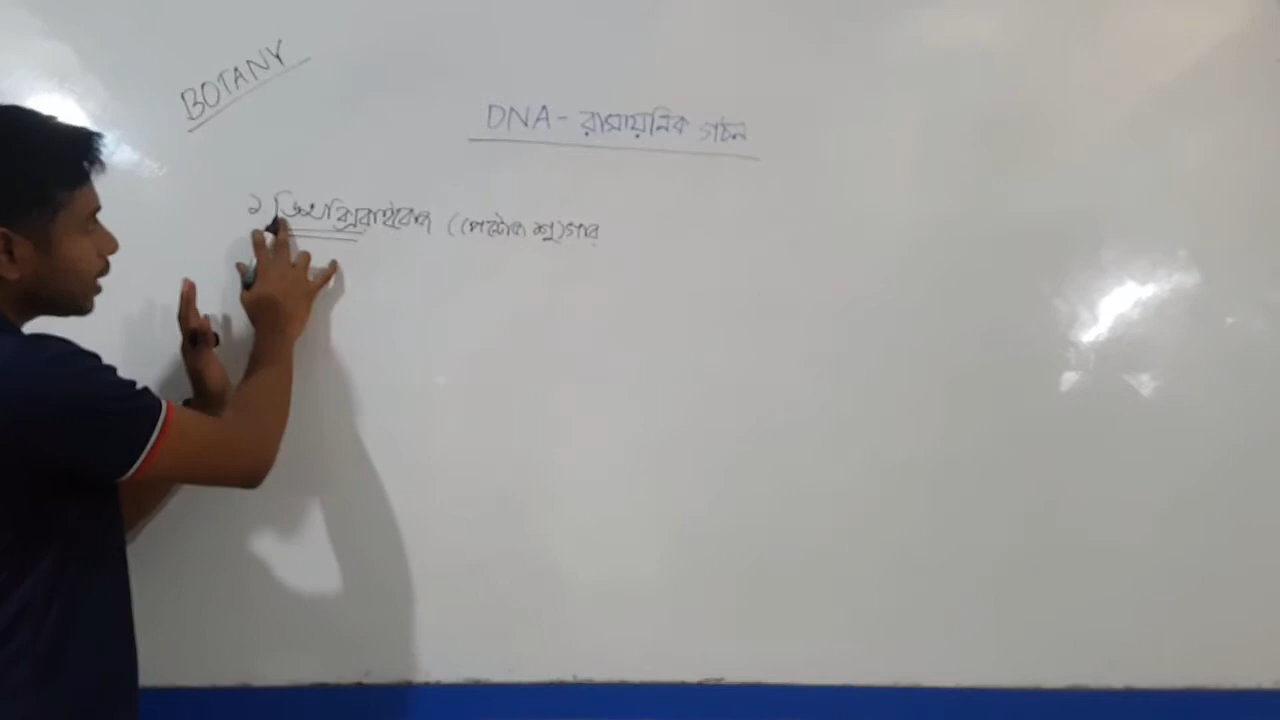 BOTANY
DNA - রাসায়নিক গঠন
১) ডিঅক্সিরাইবোজ (পেন্টোজ শ্যুগার